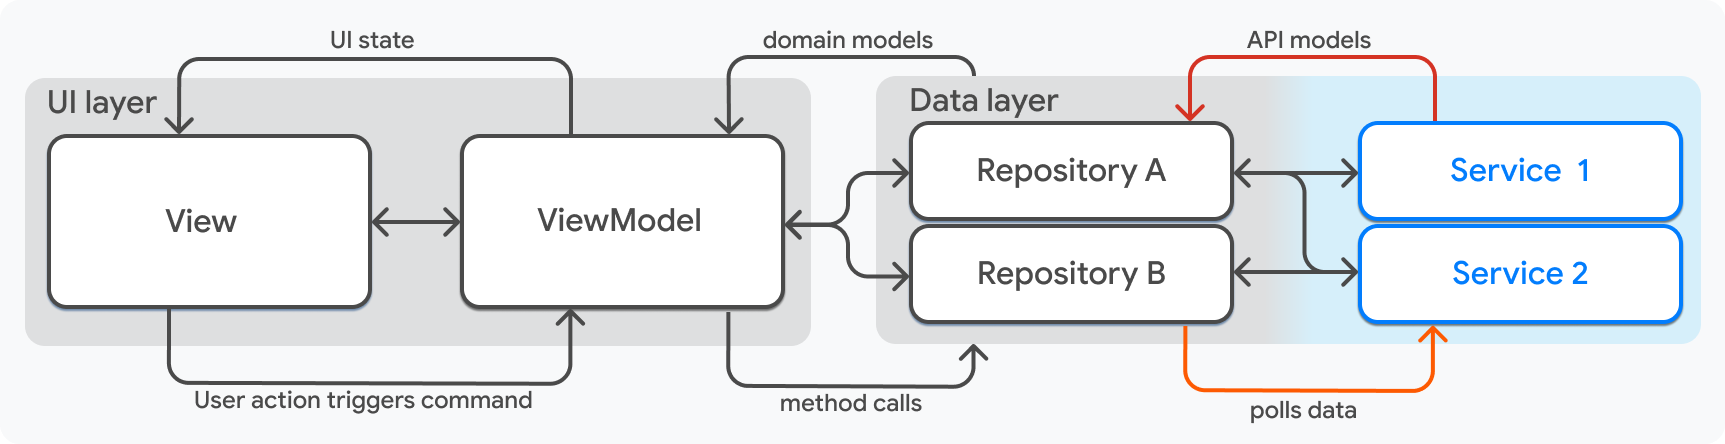 UI state
domain models
API models
UI layer
Data layer
View
ViewModel
Repository A
Service 1
Repository B
Service 2
User action triggers command
method calls
polls data